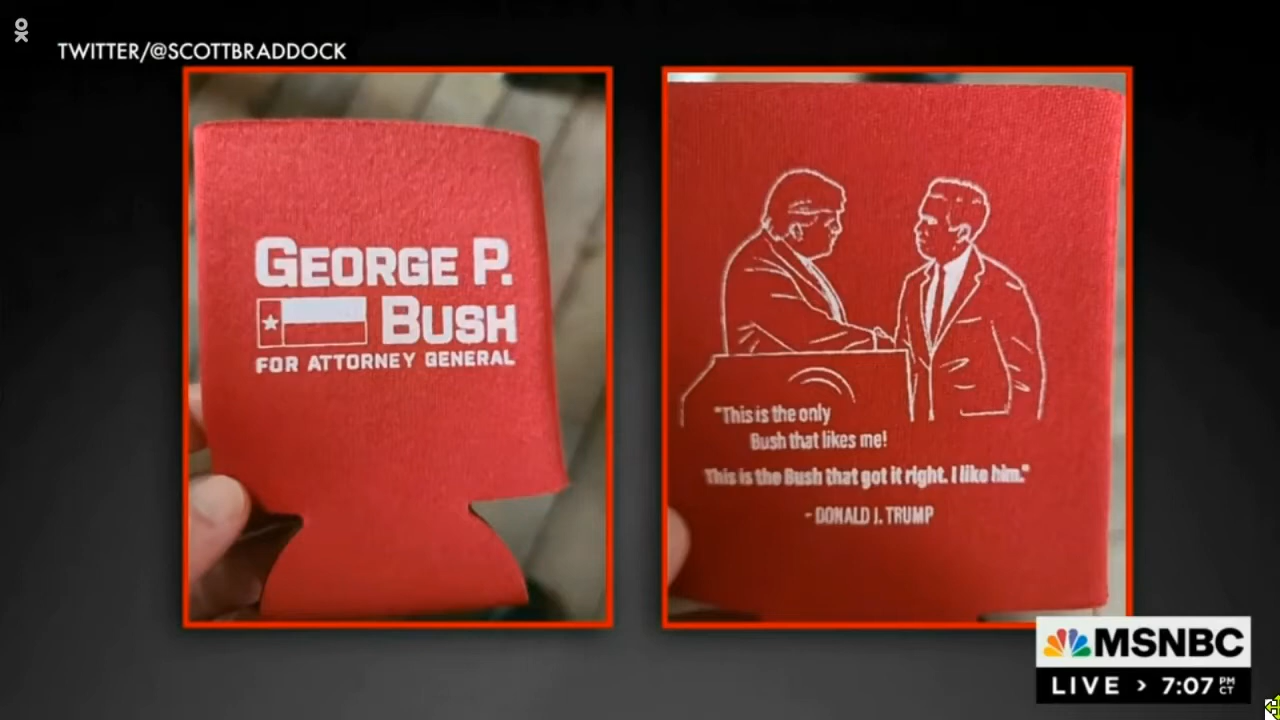 TWITTER/@SCOTTBRADDOCK
GEORGE P.
BUSH
FOR ATTORNEY GENERAL
"This is the only
Bush that likes me!
This is the Bush that got it right. I like him."
- DONALD J. TRUMP
MSNBC
LIVE > 7:07 PM CT